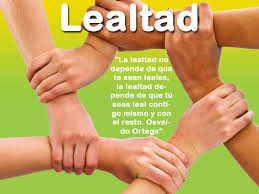 Lealtad
"La lealtad no
depende de que
te sean leales,
la lealtad de-
pende de que tú
seas leal conti-
go mismo y con
el resto. Osval-
do Ortega"